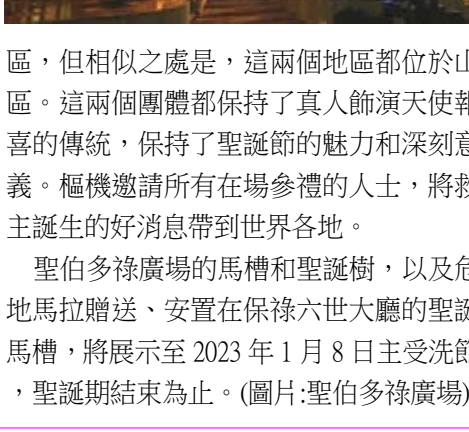 區，但相似之處是，這兩個地區都位於山
區。這兩個團體都保持了真人飾演天使報
喜的傳統，保持了聖誕節的魅力和深刻意
義。樞機邀請所有在場參禮的人士，將救
主誕生的好消息帶到世界各地。
聖伯多祿廣場的馬槽和聖誕樹，以及危
地馬拉贈送、安置在保祿六世大廳的聖誕
馬槽，將展示至 2023 年 1 月 8 日主受洗節
，聖誕期結束為止。(圖片:聖伯多祿廣場)